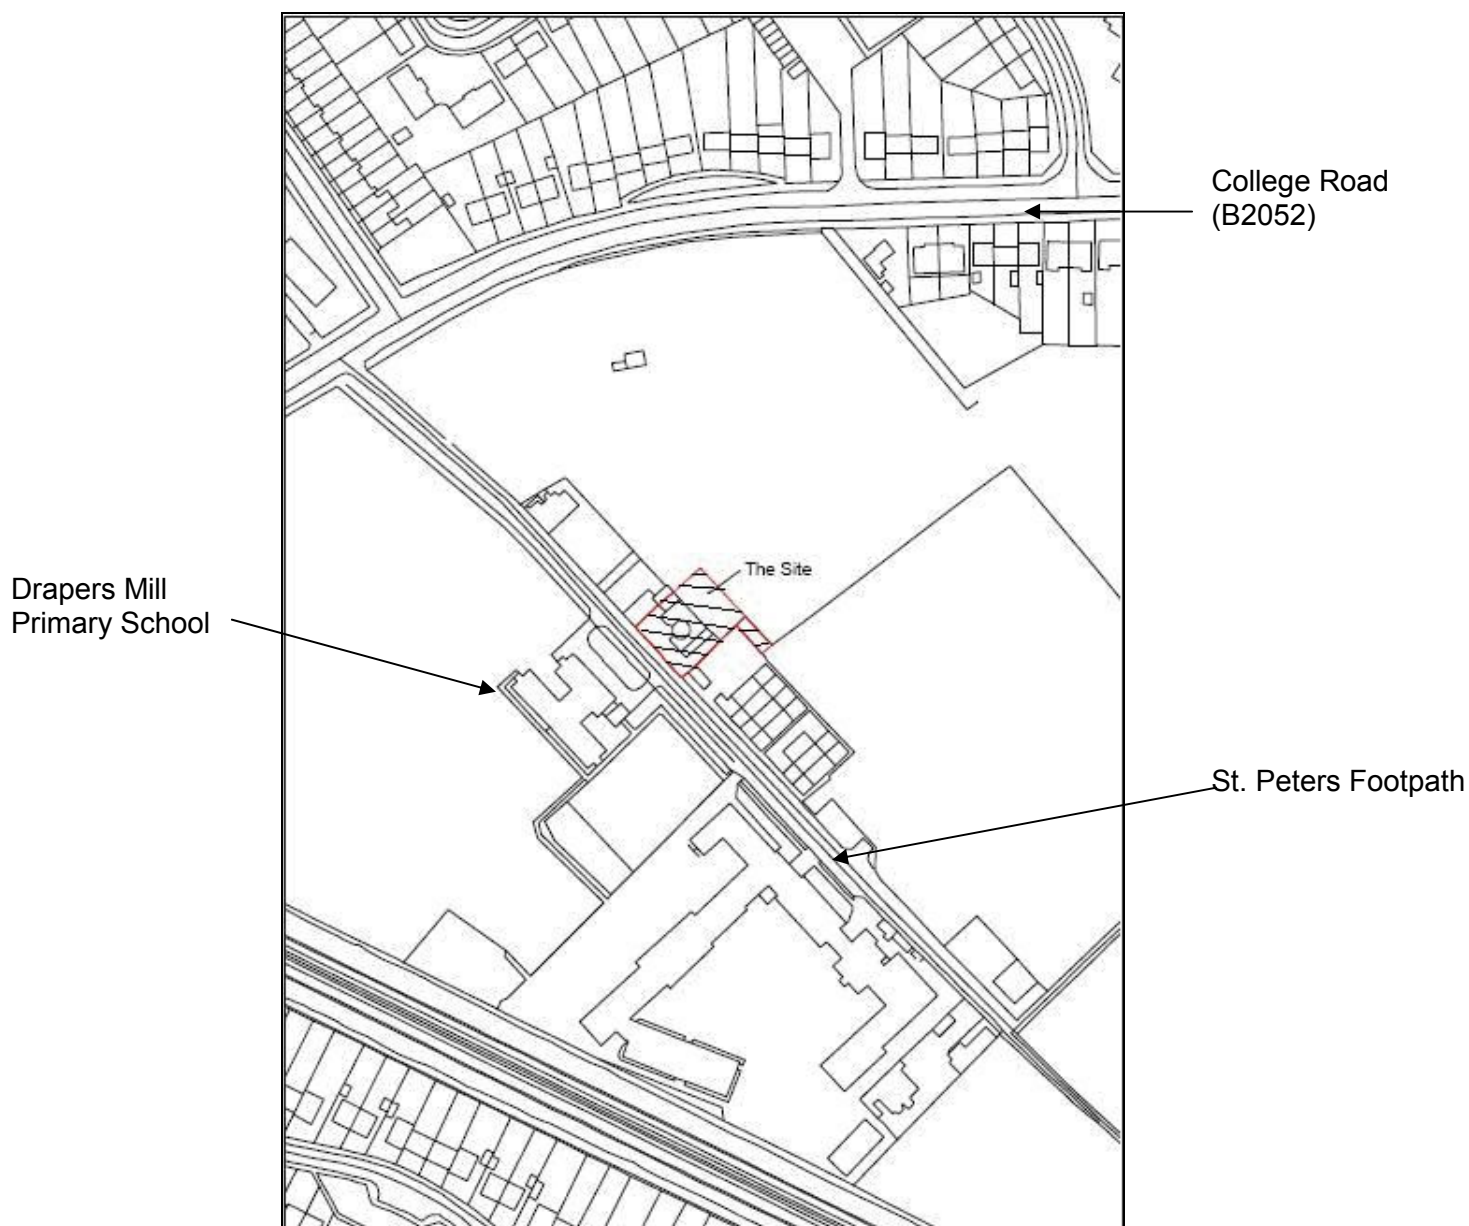 College Road
(B2052)
The Site
Drapers Mill
Primary School
St. Peters Footpath